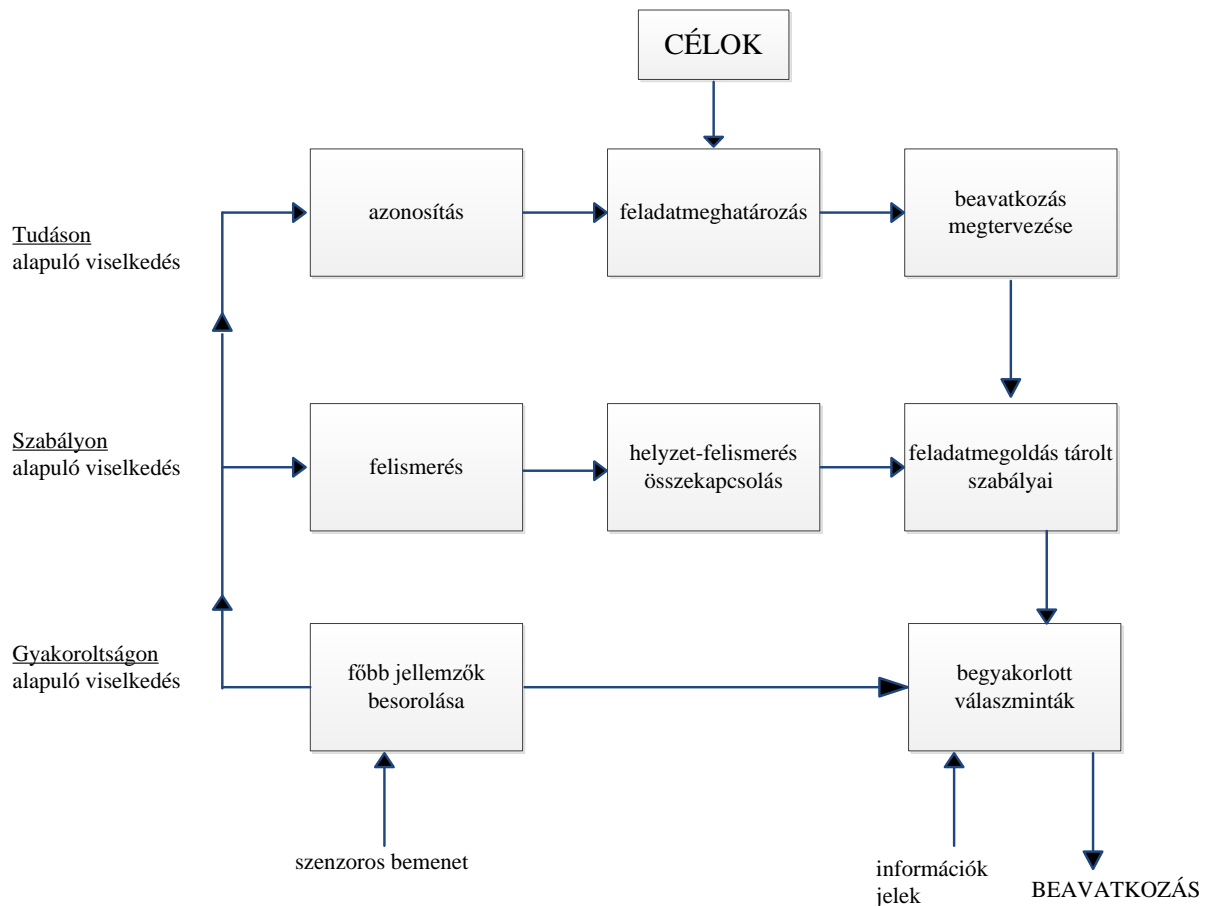 CÉLOK
Tudáson
alapuló viselkedés
azonosítás
feladatmeghatározás
beavatkozás
megtervezése
Szabályon
alapuló viselkedés
felismerés
helyzet-felismerés
összekapcsolás
feladatmegoldás tárolt
szabályai
Gyakoroltságon
alapuló viselkedés
főbb jellemzők
besorolása
begyakorlott
válaszminták
szenzoros bemenet
információk
jelek
BEAVATKOZÁS